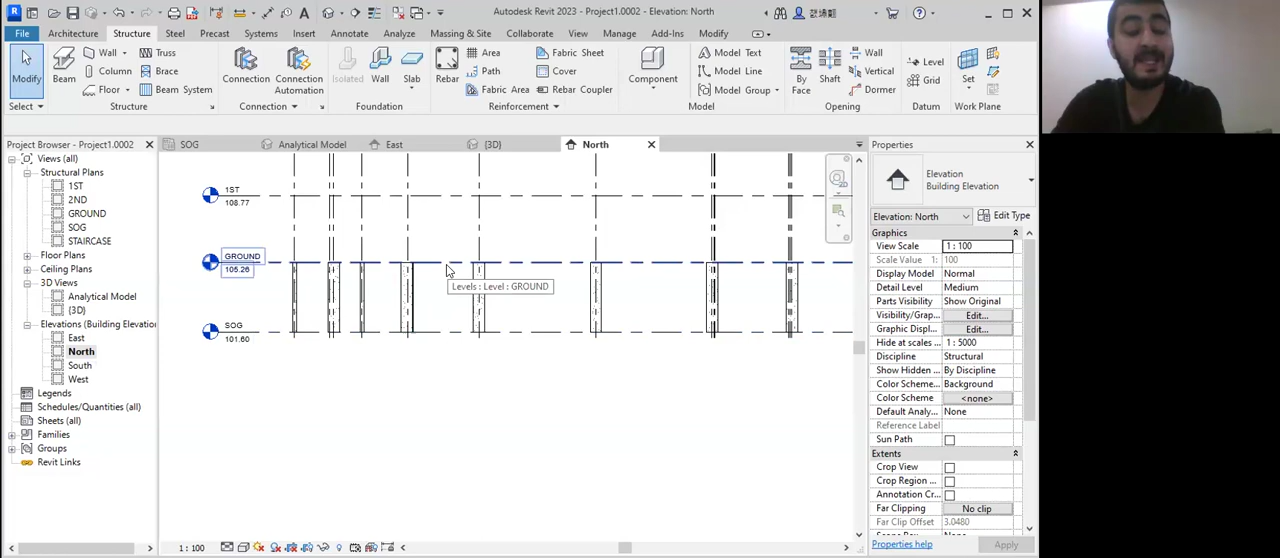 Autodesk Revit 2023 - Project1.0002 - Elevation: North
File Architecture Structure Steel Precast Systems Insert Annotate Analyze Massing & Site Collaborate View Manage Add-Ins Modify
Modify
Select
Beam
Wall
Column
Floor
Truss
Brace
Beam System
Structure
Connection
Connection Automation
Connection
Isolated
Wall
Slab
Foundation
Rebar
Area
Path
Fabric Area
Fabric Sheet
Cover
Rebar Coupler
Reinforcement
Component
Model Text
Model Line
Model Group
Model
By Face
Shaft
Wall
Vertical
Dormer
Opening
Level
Grid
Datum
Set
Work Plane
Project Browser - Project1.0002
Views (all)
Structural Plans
1ST
2ND
GROUND
SOG
STAIRCASE
Floor Plans
Ceiling Plans
3D Views
Analytical Model
{3D}
Elevations (Building Elevation
East
North
South
West
Legends
Schedules/Quantities (all)
Sheets (all)
Families
Groups
Revit Links
SOG
Analytical Model
East
{3D}
North
1ST
108.77
GROUND
105.26
Levels : Level : GROUND
SOG
101.60
1 : 100
Properties
Elevation
Building Elevation
Elevation: North
Edit Type
Graphics
View Scale 1 : 100
Scale Value 1: 100
Display Model Normal
Detail Level Medium
Parts Visibility Show Original
Visibility/Grap... Edit...
Graphic Displ... Edit...
Hide at scales ... 1 : 5000
Discipline Structural
Show Hidden ... By Discipline
Color Scheme... Background
Color Scheme <none>
Default Analy... None
Reference Label
Sun Path
Extents
Crop View
Crop Region ...
Annotation Cr...
Far Clipping No clip
Far Clip Offset 3.0480
Properties help
Apply